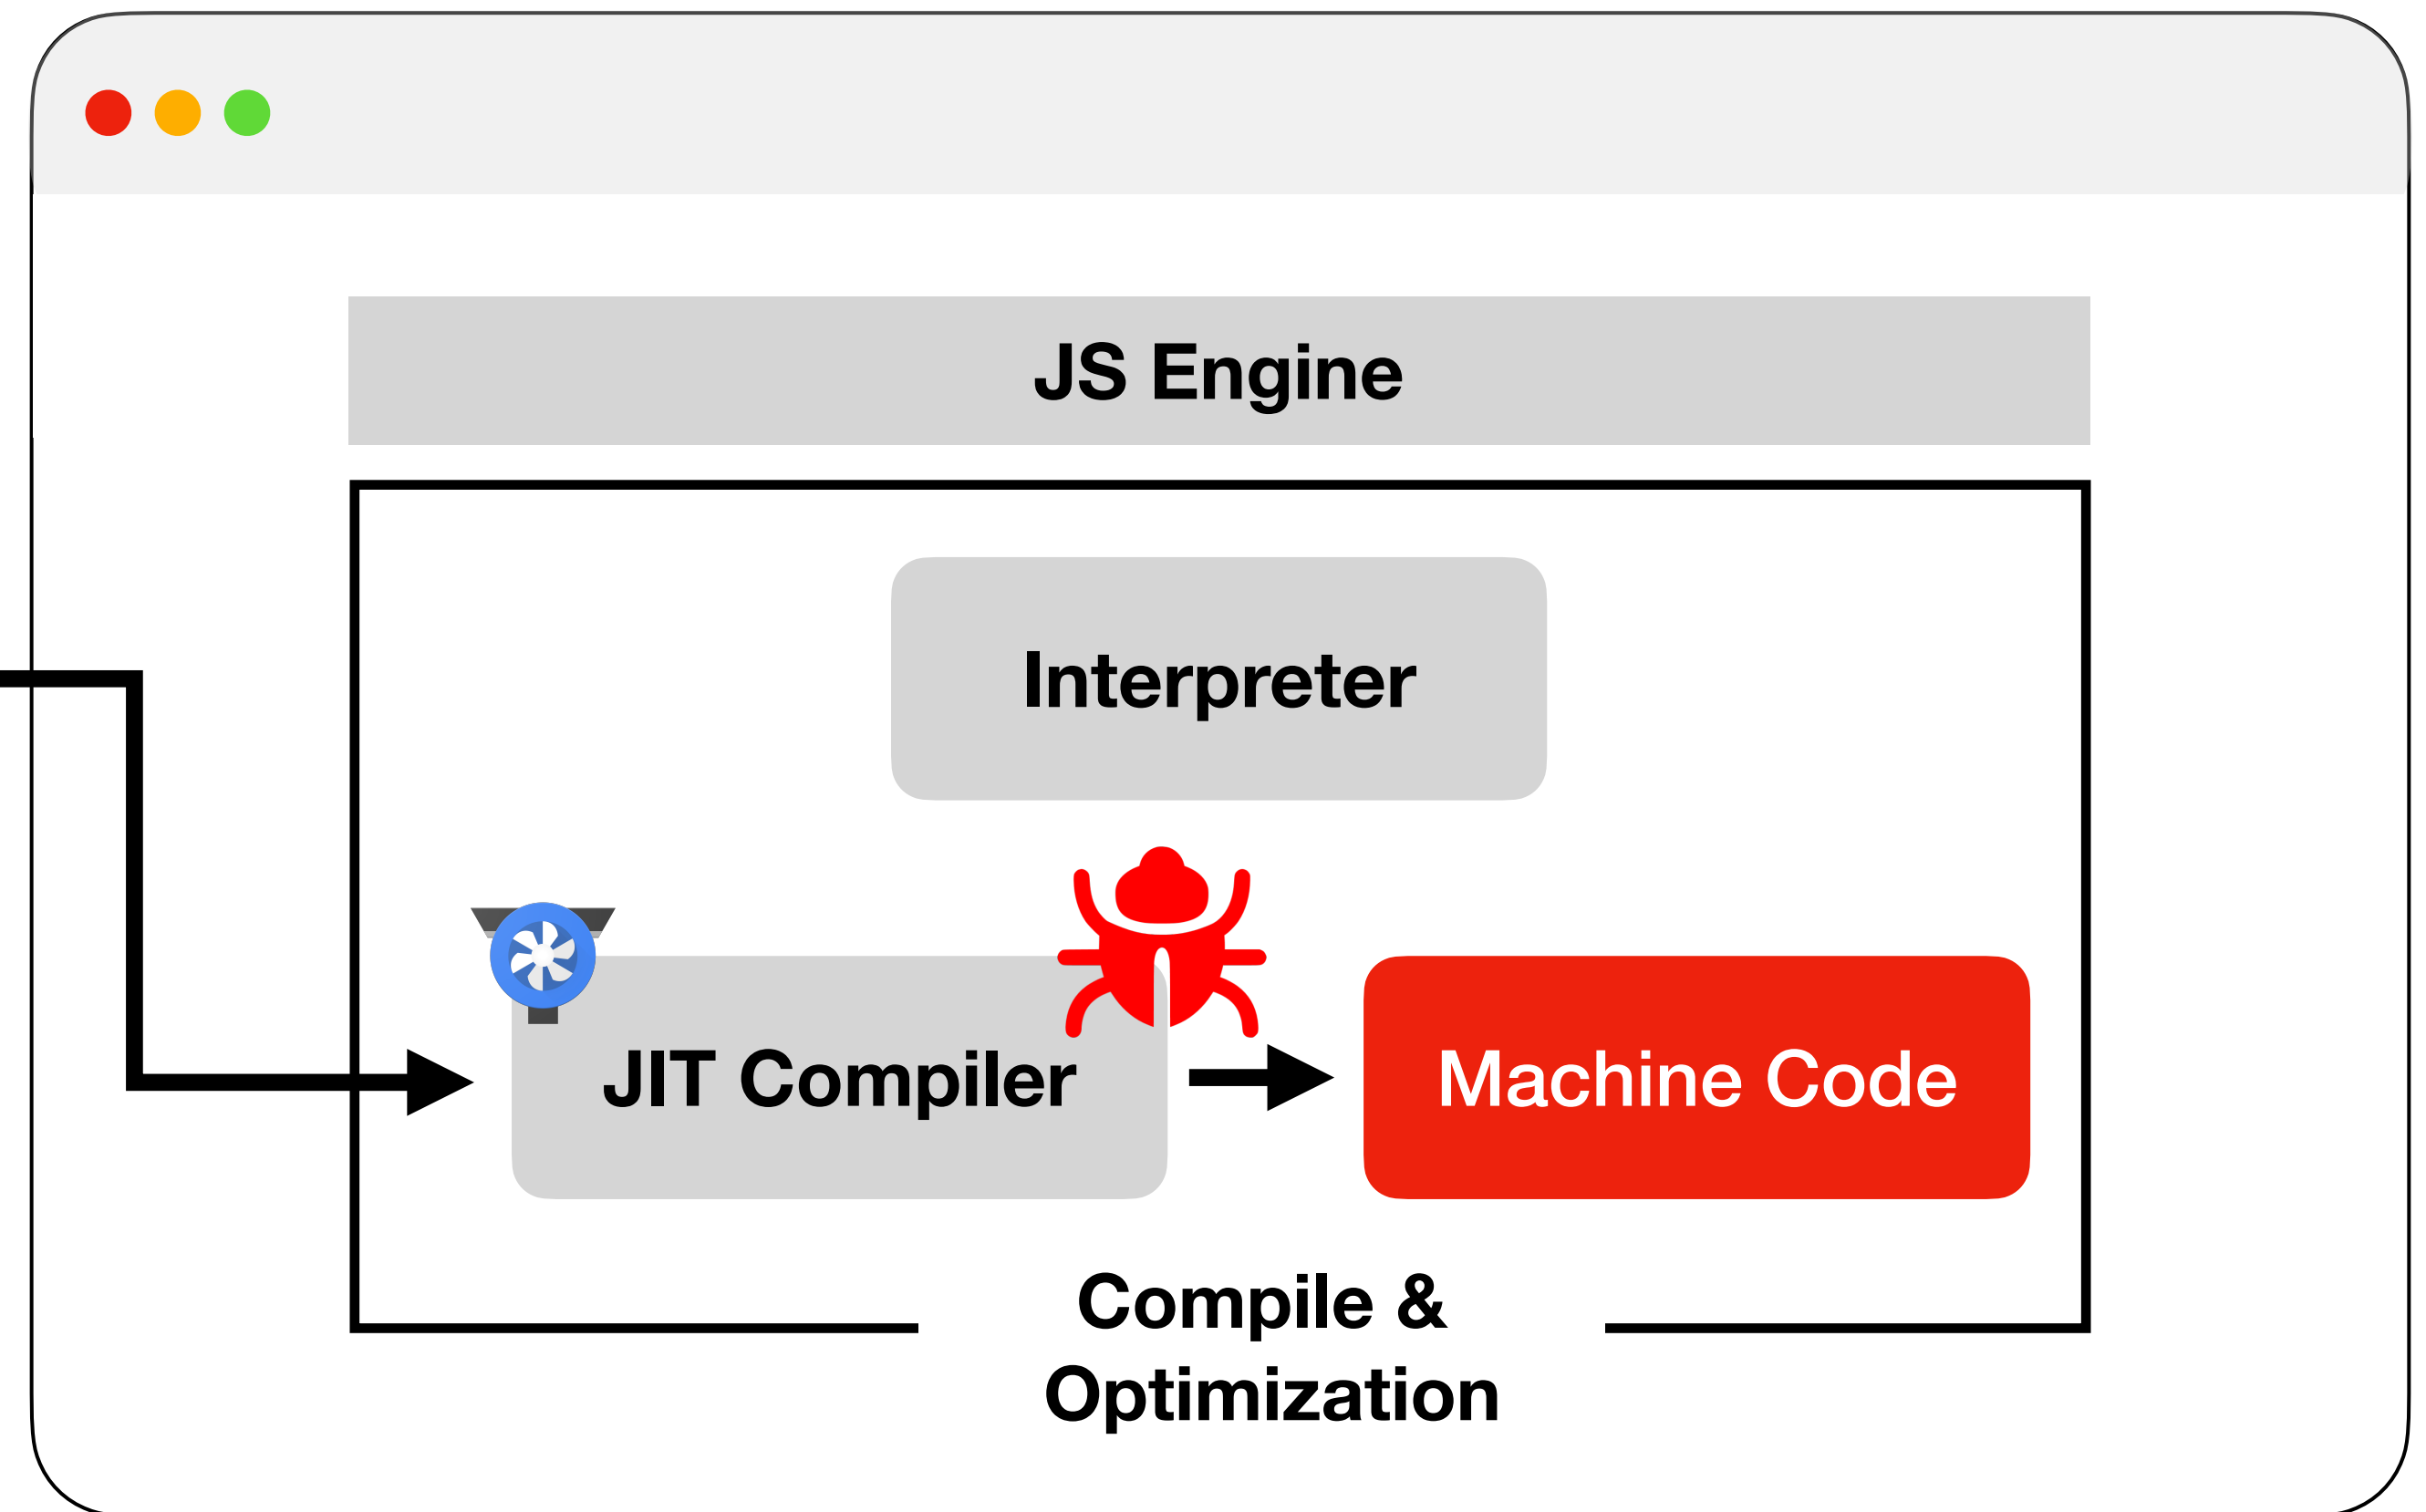 JS Engine
Interpreter
JIT Compiler
Machine Code
Compile &
Optimization